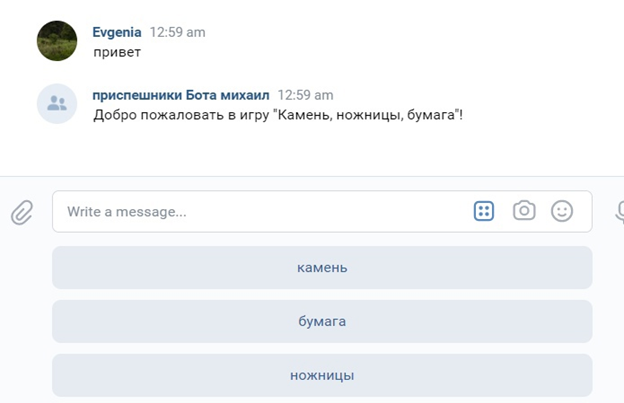 Evgenia 12:59 am
привет
приспешники Бота михаил 12:59 am
Добро пожаловать в игру "Камень, ножницы, бумага"!
Write a message...
камень
бумага
ножницы